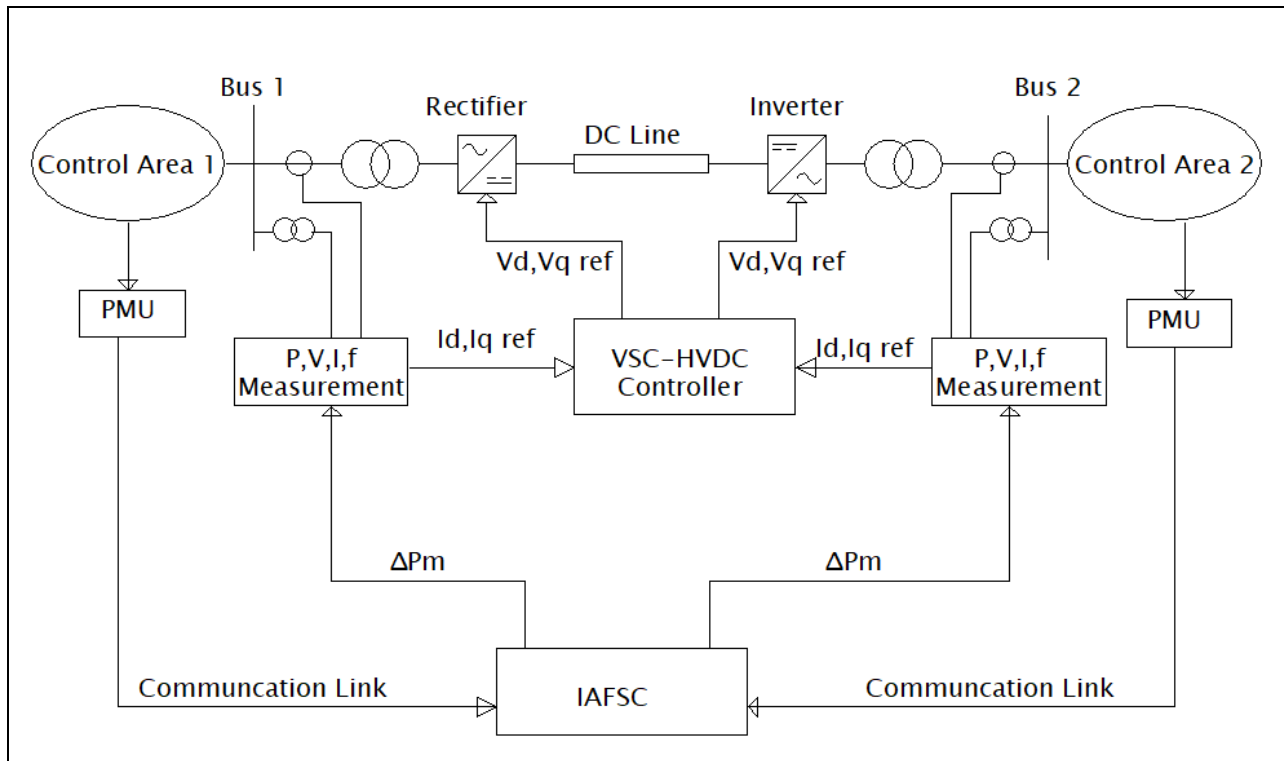 Bus 1
Rectifier
Inverter
Bus 2
DC Line
Control Area 1
Control Area 2
Vd,Vq ref
Vd,Vq ref
PMU
PMU
P,V,I,f
Measurement
Id,Iq ref
VSC-HVDC
Controller
Id,Iq ref
P,V,I,f
Measurement
ΔPm
ΔPm
Communcation Link
IAFSC
Communcation Link